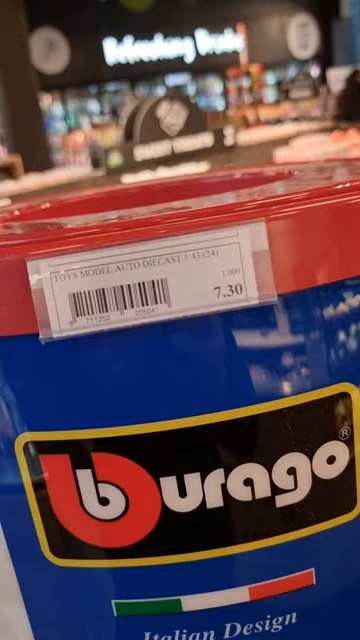 TOYS MODEL AUTO DIECAST 1:43 (24)
1.000
7.30
burago®
Italian Design